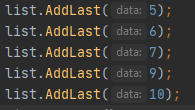 list.AddLast( data: 5);
list.AddLast( data: 6);
list.AddLast( data: 7);
list.AddLast( data: 9);
list.AddLast( data: 10);